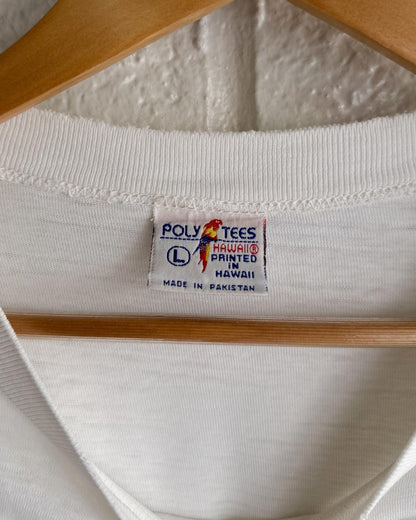 POLY TEES
HAWAII®
L PRINTED
IN
HAWAII
MADE IN PAKISTAN